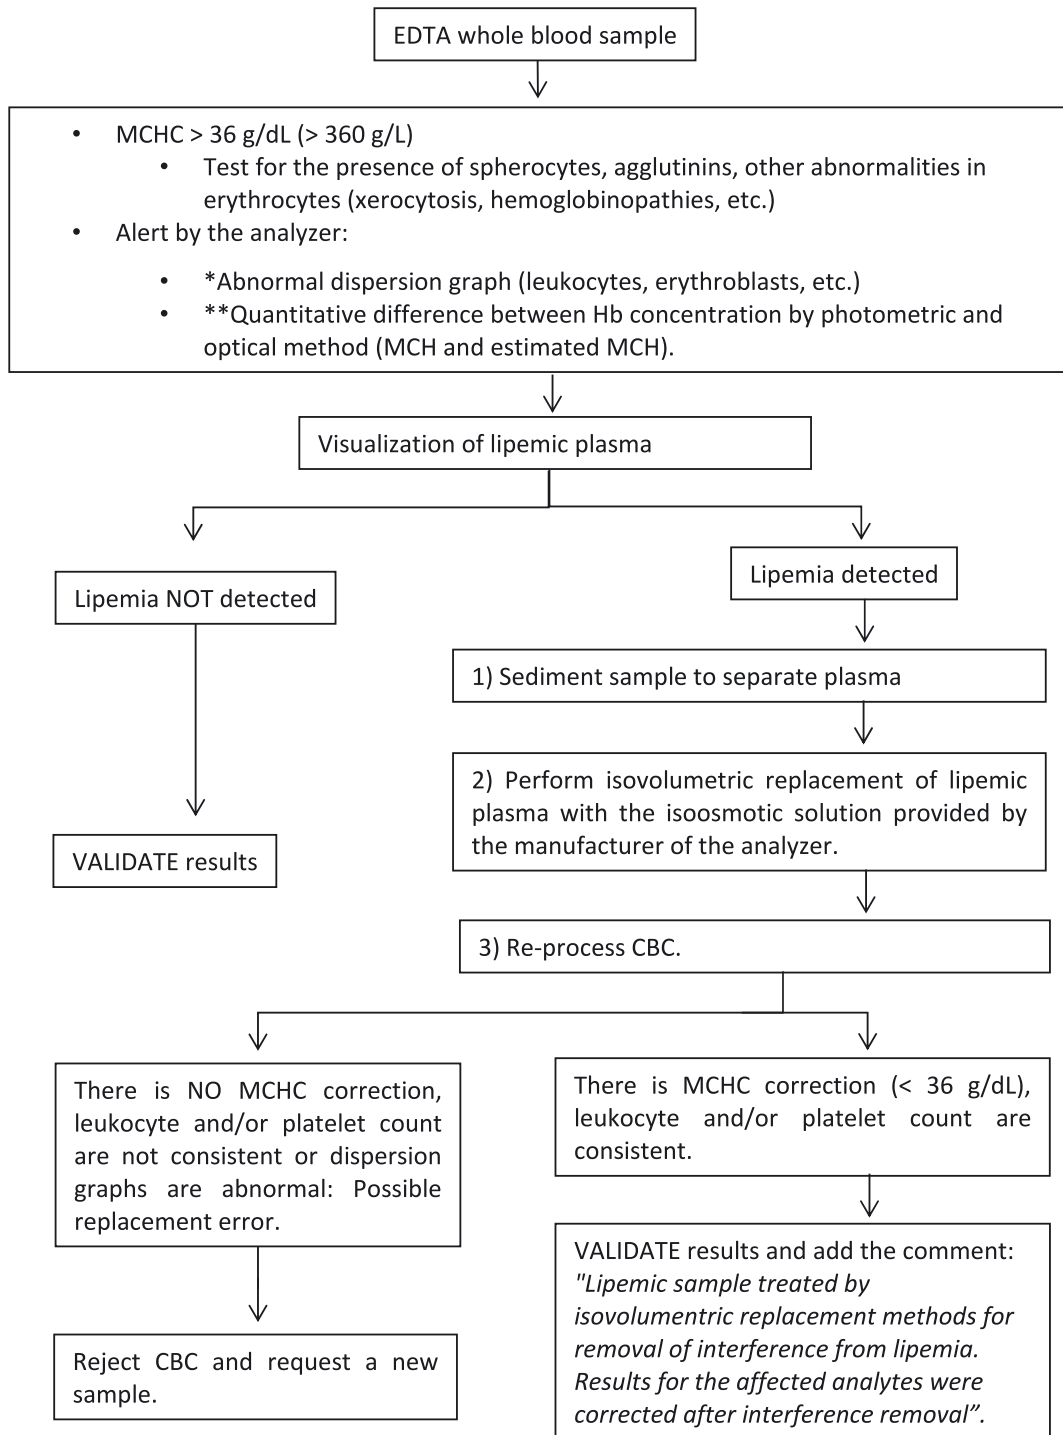 EDTA whole blood sample
• MCHC > 36 g/dL (> 360 g/L)
• Test for the presence of spherocytes, agglutinins, other abnormalities in
erythrocytes (xerocytosis, hemoglobinopathies, etc.)
• Alert by the analyzer:
• *Abnormal dispersion graph (leukocytes, erythroblasts, etc.)
• **Quantitative difference between Hb concentration by photometric and
optical method (MCH and estimated MCH).
Visualization of lipemic plasma
Lipemia NOT detected
Lipemia detected
1) Sediment sample to separate plasma
2) Perform isovolumetric replacement of lipemic
plasma with the isoosmotic solution provided by
the manufacturer of the analyzer.
VALIDATE results
3) Re-process CBC.
There is NO MCHC correction,
leukocyte and/or platelet count
are not consistent or dispersion
graphs are abnormal: Possible
replacement error.
There is MCHC correction (< 36 g/dL),
leukocyte and/or platelet count are
consistent.
Reject CBC and request a new
sample.
VALIDATE results and add the comment:
"Lipemic sample treated by
isovolumentric replacement methods for
removal of interference from lipemia.
Results for the affected analytes were
corrected after interference removal”.